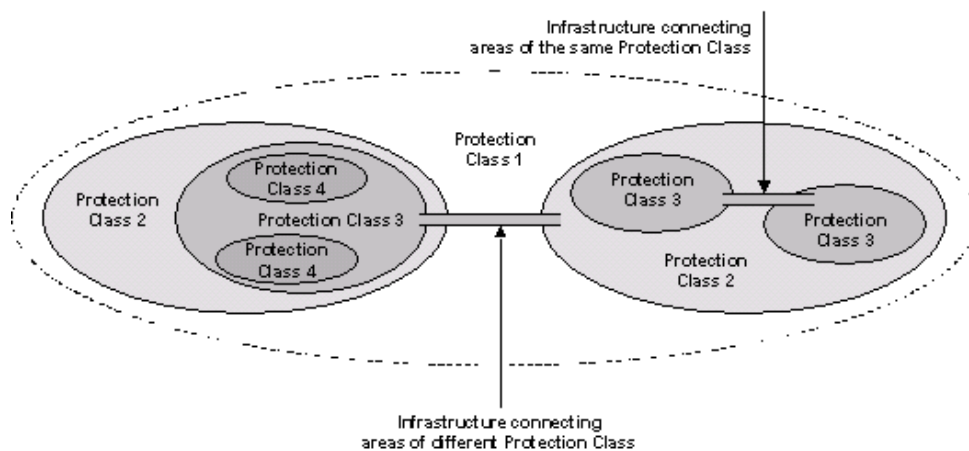 Infrastructure connecting
areas of the same Protection Class
Protection
Class 1
Protection
Class 2
Protection
Class 4
Protection Class 3
Protection
Class 4
Protection
Class 3
Protection
Class 3
Protection
Class 2
Infrastructure connecting
areas of different Protection Class